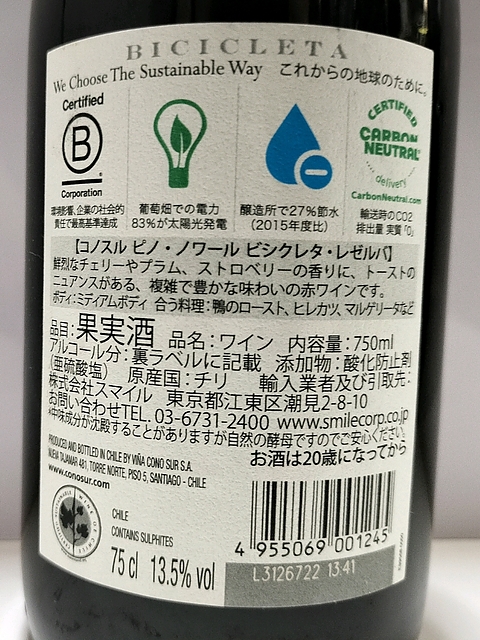 BICICLETA
We Choose The Sustainable Way これからの地球のために。
Certified
B
Corporation
環境影響、企業の社会的
責任で最高基準達成
葡萄畑での電力
83%が太陽光発電
醸造所で27%節水
(2015年度比)
CERTIFIED
CARBON
NEUTRAL
delivery
CarbonNeutral.com
輸送時のCO2
排出量 実質「0」
【コノスル ピノ・ノワール ビシクレタ・レゼルバ】
鮮烈なチェリーやプラム、ストロベリーの香りに、トーストの
ニュアンスがある、複雑で豊かな味わいの赤ワインです。
ボディ:ミディアムボディ 合う料理:鴨のロースト、ヒレカツ、マルゲリータなど
品目:果実酒 品名:ワイン 内容量:750ml
アルコール分:裏ラベルに記載 添加物:酸化防止剤
(亜硫酸塩) 原産国:チリ 輸入業者及び引取先:
株式会社スマイル 東京都江東区潮見2-8-10
お問い合わせTEL. 03-6731-2400 www.smilecorp.co.jp
*中味成分が沈殿することがありますが自然の酵母ですのでご安心ください。
お酒は20歳になってから
PRODUCED AND BOTTLED IN CHILE BY VIÑA CONO SUR S.A.
NUEVA TAJAMAR 481, TORRE NORTE, PISO 5, SANTIAGO - CHILE
www.conosur.com
WINE OF CHILE
CHILE
CONTAINS SULPHITES
75 cl 13.5% vol
4 955069 001245
L3126722 13:41